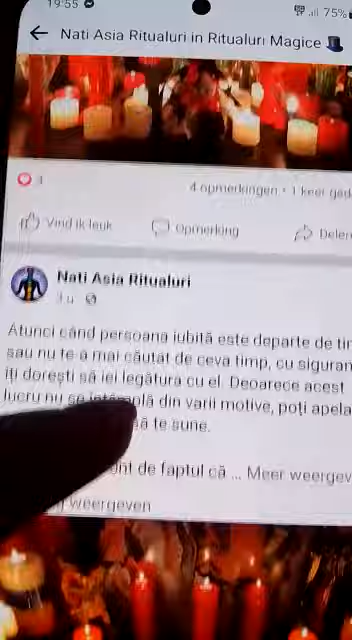 19:55 75%
Nati Asia Ritualuri in Ritualuri Magice
1 4 opmerkingen • 1 keer ged
Vind ik leuk Opmerking Delen
Nati Asia Ritualuri
Atunci când persoana iubită este departe de tin
sau nu te-a mai căutat de ceva timp, cu siguran
îți dorești să iei legătura cu el. Deoarece acest
lucru nu se întâmplă din varii motive, poți apela
să te sune.
de faptul că ... Meer weergev
weergeven